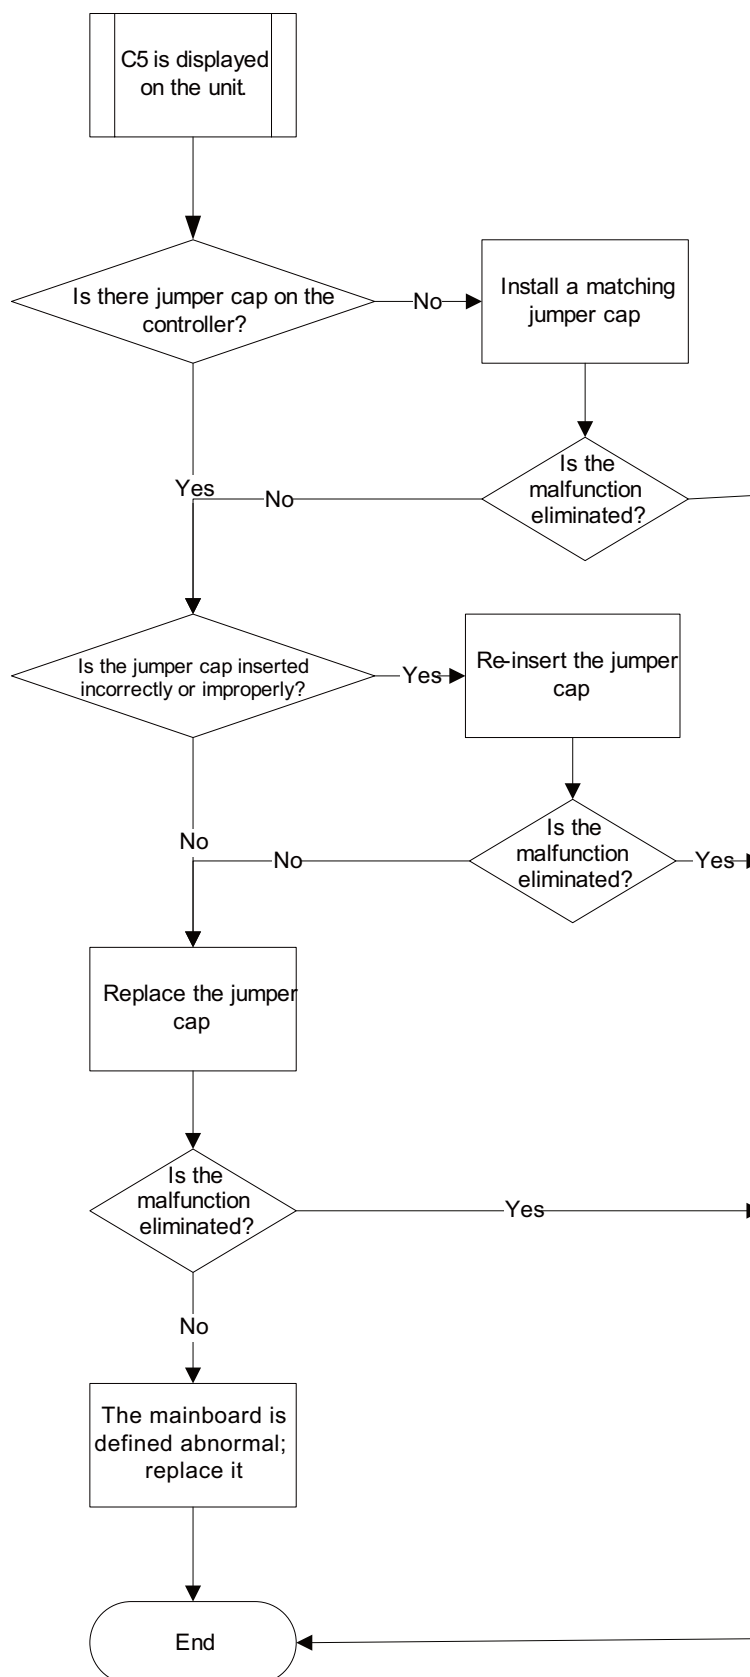 C5 is displayed
on the unit.
Is there jumper cap on the
controller?
No
Install a matching
jumper cap
Yes
No
Is the
malfunction
eliminated?
Is the jumper cap inserted
incorrectly or improperly?
Yes
Re-insert the jumper
cap
No
No
Is the
malfunction
eliminated?
Yes
Replace the jumper
cap
Is the
malfunction
eliminated?
Yes
No
The mainboard is
defined abnormal;
replace it
End